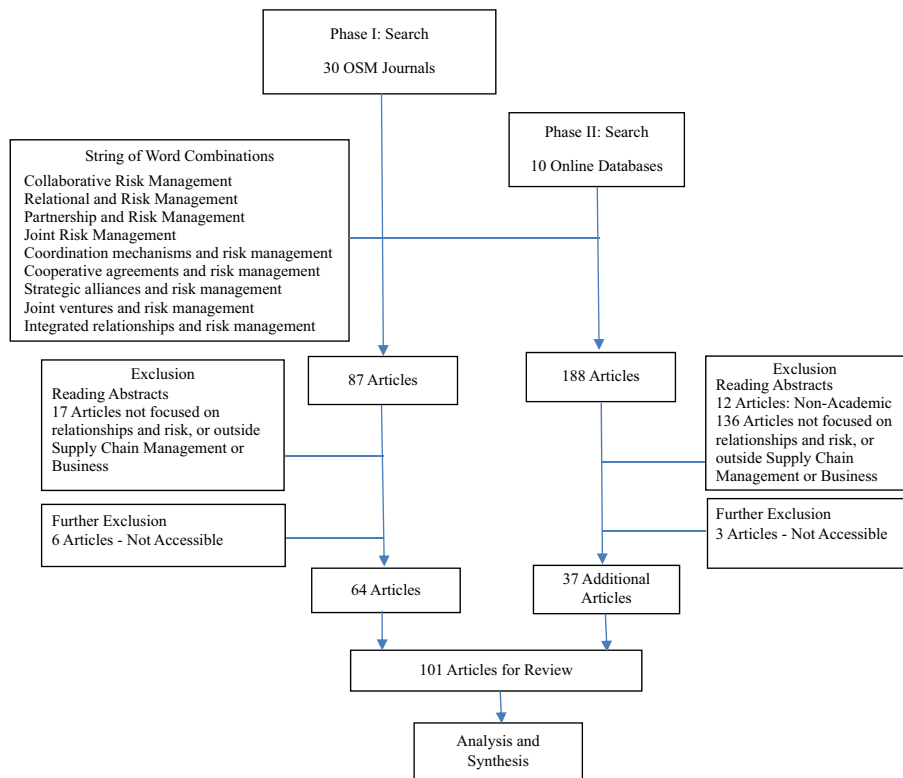 Phase I: Search
30 OSM Journals
Phase II: Search
10 Online Databases
String of Word Combinations
Collaborative Risk Management
Relational and Risk Management
Partnership and Risk Management
Joint Risk Management
Coordination mechanisms and risk management
Cooperative agreements and risk management
Strategic alliances and risk management
Joint ventures and risk management
Integrated relationships and risk management
87 Articles
188 Articles
Exclusion
Reading Abstracts
17 Articles not focused on
relationships and risk, or outside
Supply Chain Management or
Business
Exclusion
Reading Abstracts
12 Articles: Non-Academic
136 Articles not focused on
relationships and risk, or
outside Supply Chain
Management or Business
Further Exclusion
6 Articles - Not Accessible
Further Exclusion
3 Articles - Not Accessible
64 Articles
37 Additional
Articles
101 Articles for Review
Analysis and
Synthesis